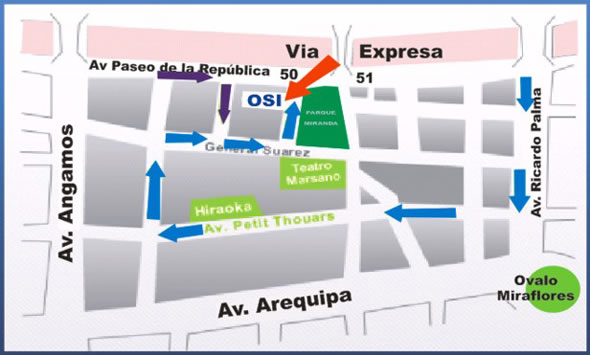 Via Expresa
Av Paseo de la República 50 51
OSI
PARQUE
MIRANDA
General Suarez
Teatro
Marsano
Hiraoka
Av. Petit Thouars
Av. Angamos
Av. Ricardo Palma
Av. Arequipa
Ovalo
Miraflores